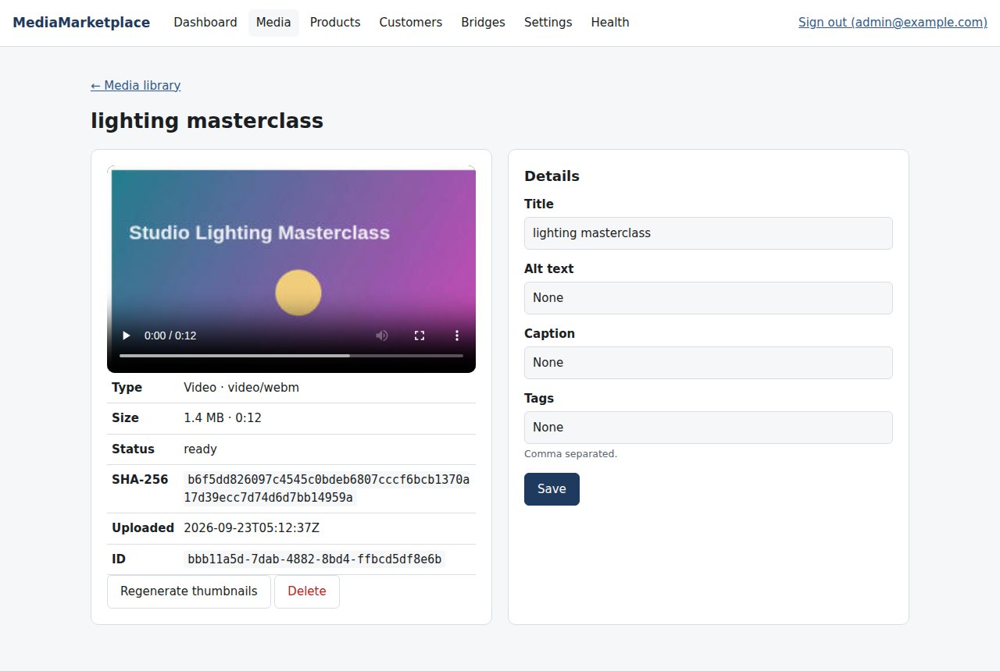 MediaMarketplace Dashboard Media Products Customers Bridges Settings Health Sign out (admin@example.com)
← Media library
lighting masterclass
Studio Lighting Masterclass
0:00 / 0:12
Type Video · video/webm
Size 1.4 MB · 0:12
Status ready
SHA-256 b6f5dd826097c4545c0bdeb6807cccf6bcb1370a
17d39ecc7d74d6d7bb14959a
Uploaded 2026-09-23T05:12:37Z
ID bbb11a5d-7dab-4882-8bd4-ffbcd5df8e6b
Regenerate thumbnails Delete
Details
Title
lighting masterclass
Alt text
None
Caption
None
Tags
None
Comma separated.
Save